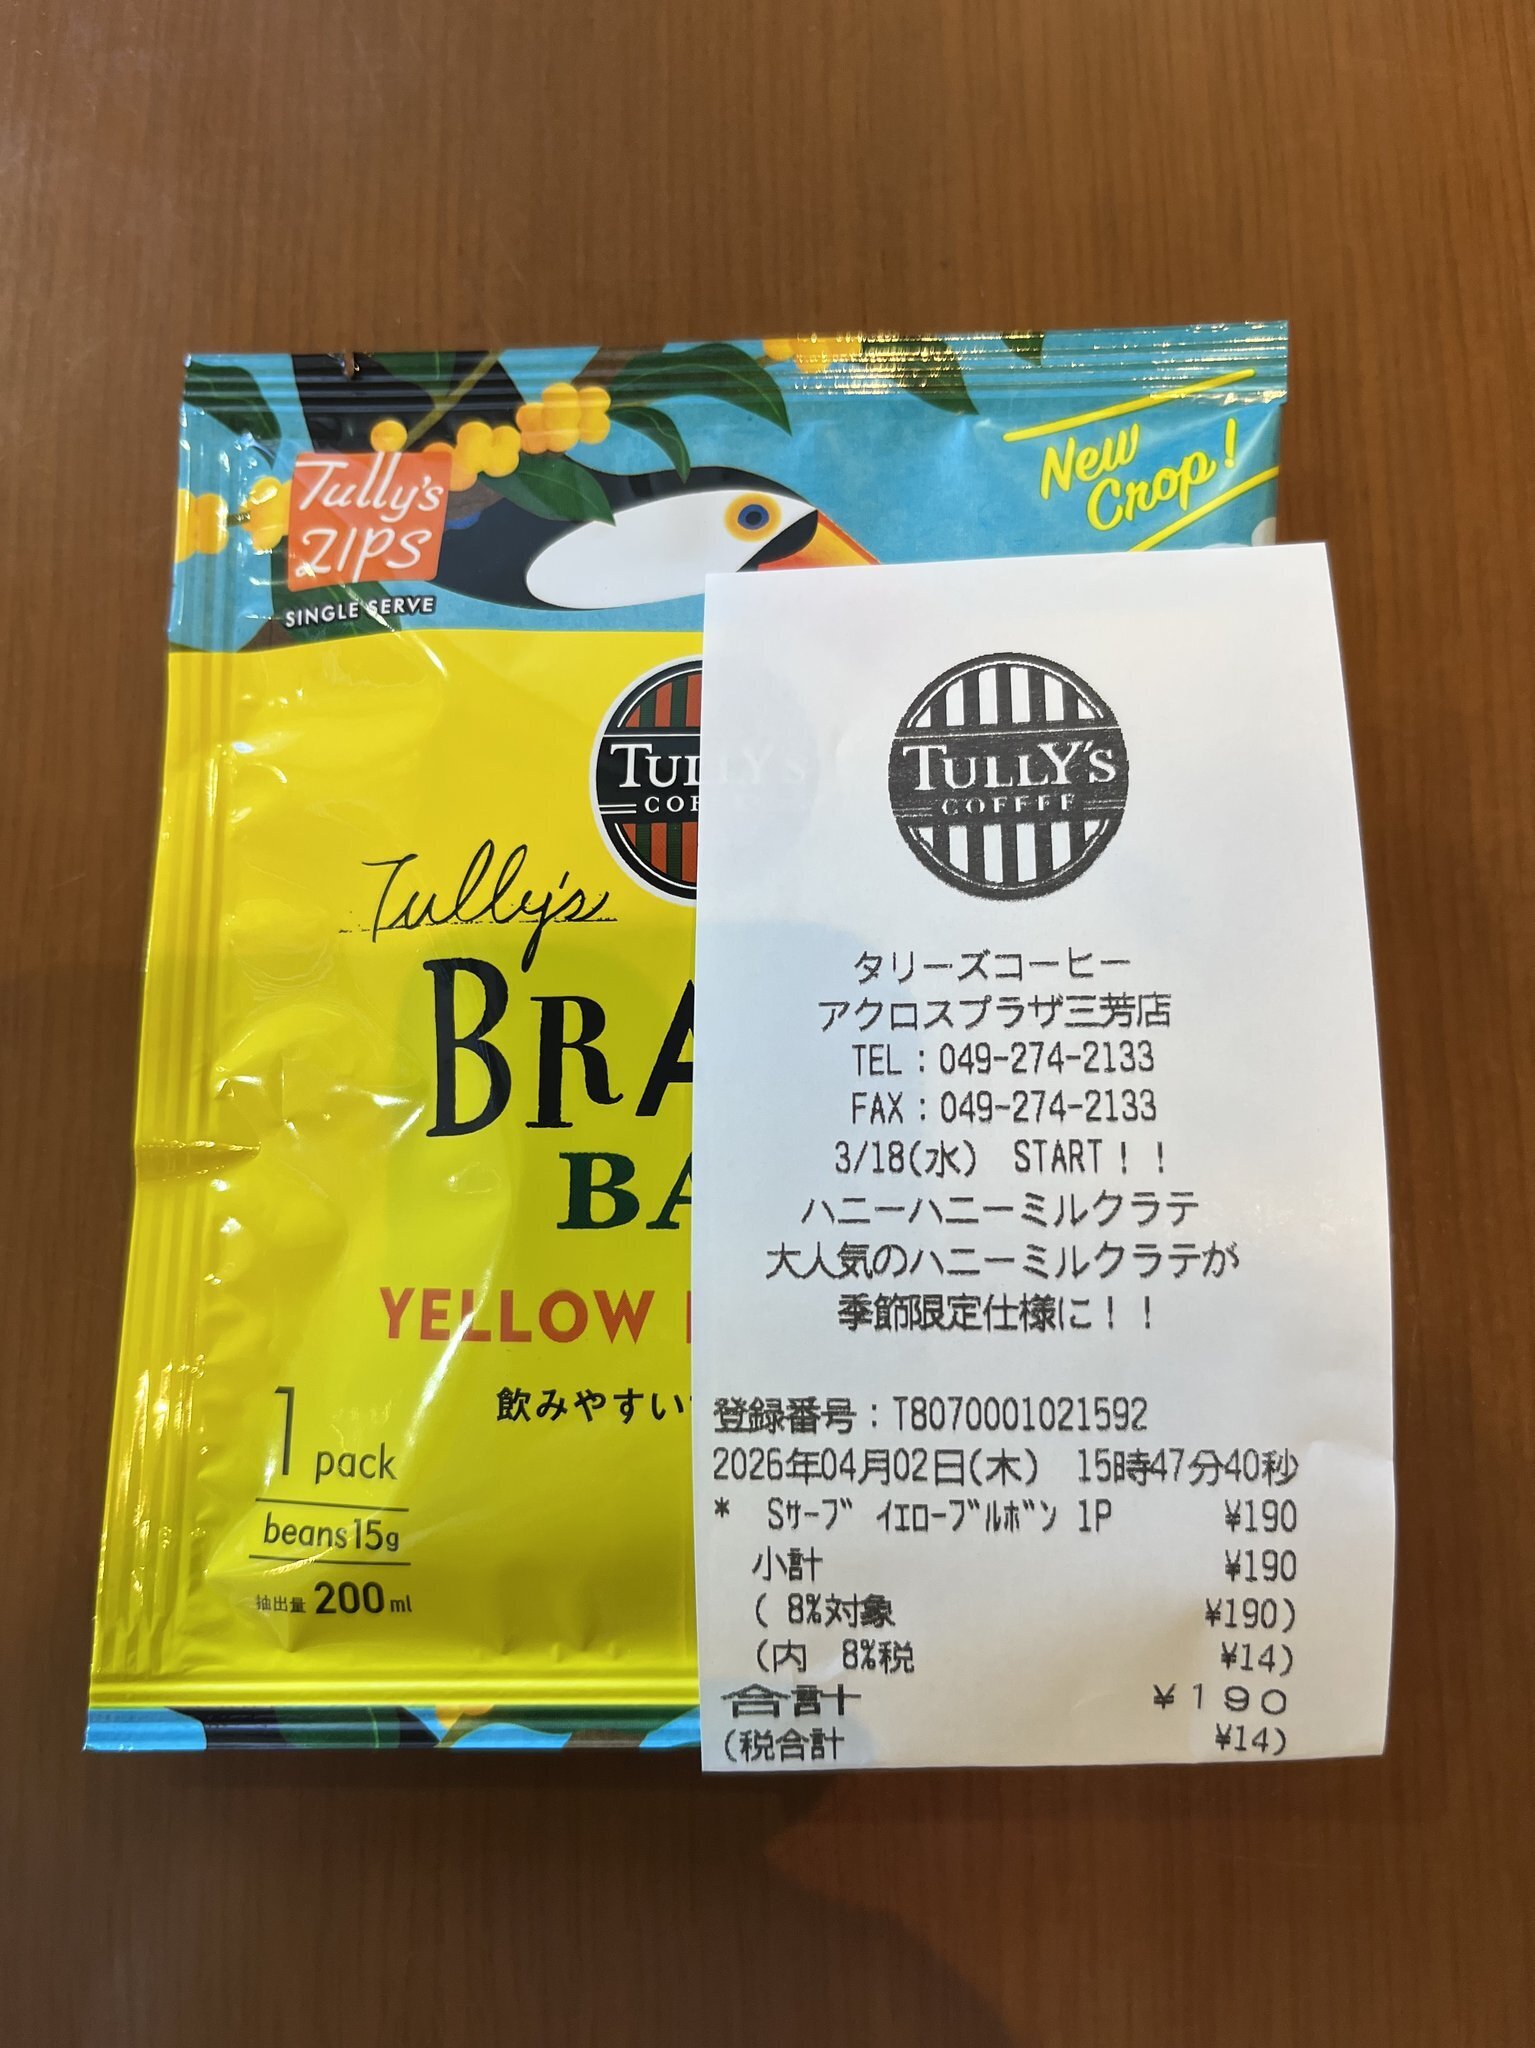 New
Crop!
Tully's
ZIPS
SINGLE SERVE
TULLY'S
COFFEE
Tully's
BRA
BA
YELLOW
飲みやすい
1 pack
beans15g
抽出量 200ml
TULLY'S
COFFEE
タリーズコーヒー
アクロスプラザ三芳店
TEL：049-274-2133
FAX：049-274-2133
3/18(水) START！！
ハニーハニーミルクラテ
大人気のハニーミルクラテが
季節限定仕様に！！
登録番号：T8070001021592
2026年04月02日(木) 15時47分40秒
* Sｻｰﾌﾞ ｲｴﾛｰﾌﾞﾙﾎﾞﾝ 1P ¥190
小計 ¥190
( 8%対象 ¥190)
(内 8%税 ¥14)
合計 ¥190
(税合計 ¥14)